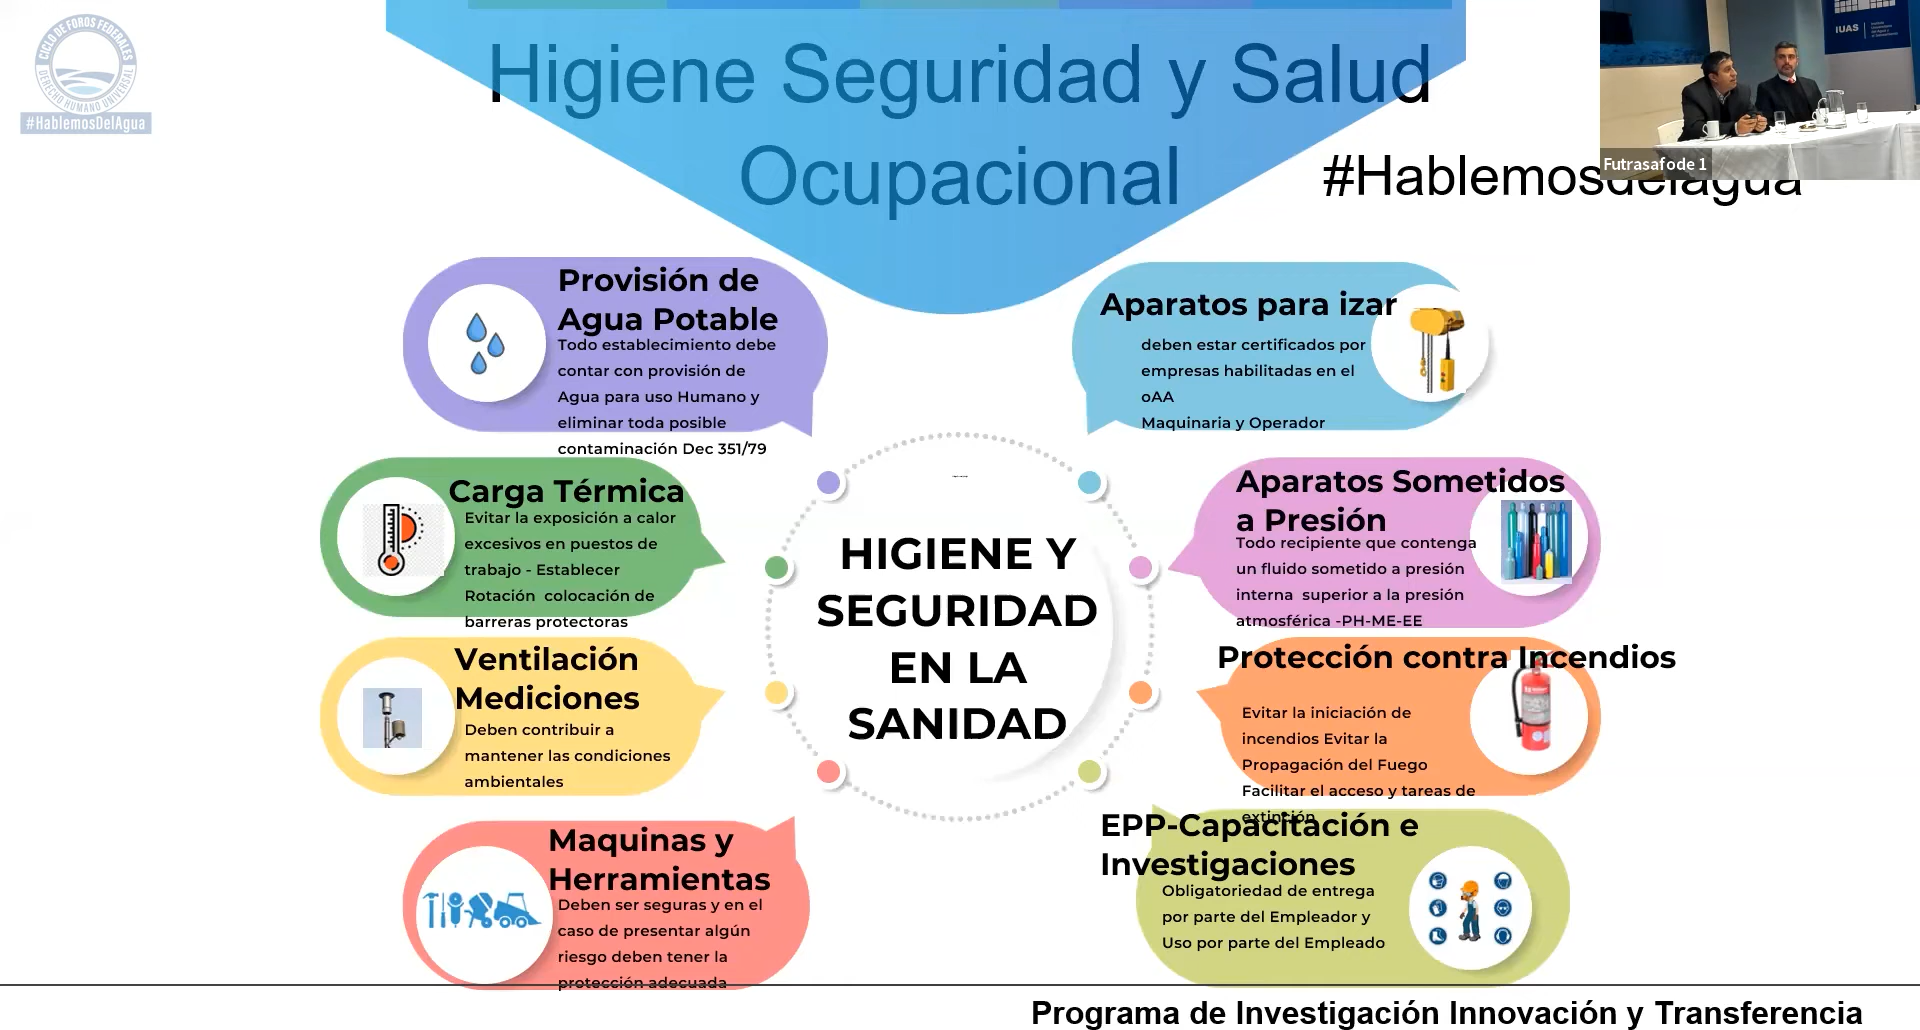 CICLO DE FOROS FEDERALES
DERECHO HUMANO UNIVERSAL
#HablemosDelAgua
Higiene Seguridad y Salud
Ocupacional
#Hablemosdelagua
IUAS
Futrasafode 1
Provisión de
Agua Potable
Todo establecimiento debe
contar con provisión de
Agua para uso Humano y
eliminar toda posible
contaminación Dec 351/79
Aparatos para izar
deben estar certificados por
empresas habilitadas en el
oAA
Maquinaria y Operador
Carga Térmica
Evitar la exposición a calor
excesivos en puestos de
trabajo - Establecer
Rotación colocación de
barreras protectoras
Aparatos Sometidos
a Presión
Todo recipiente que contenga
un fluido sometido a presión
interna superior a la presión
atmosférica -PH-ME-EE
HIGIENE Y
SEGURIDAD
EN LA
SANIDAD
Ventilación
Mediciones
Deben contribuir a
mantener las condiciones
ambientales
Protección contra Incendios
Evitar la iniciación de
incendios Evitar la
Propagación del Fuego
Facilitar el acceso y tareas de
extinción
Maquinas y
Herramientas
Deben ser seguras y en el
caso de presentar algún
riesgo deben tener la
protección adecuada
EPP-Capacitación e
Investigaciones
Obligatoriedad de entrega
por parte del Empleador y
Uso por parte del Empleado
Programa de Investigación Innovación y Transferencia